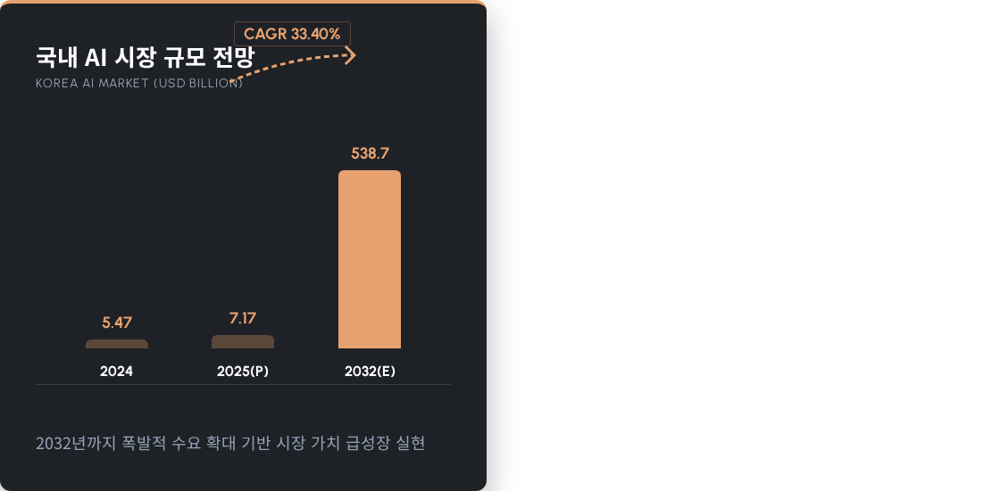 CAGR 33.40%
국내 AI 시장 규모 전망
KOREA AI MARKET (USD BILLION)
538.7
5.47
7.17
2024
2025(P)
2032(E)
2032년까지 폭발적 수요 확대 기반 시장 가치 급성장 실현